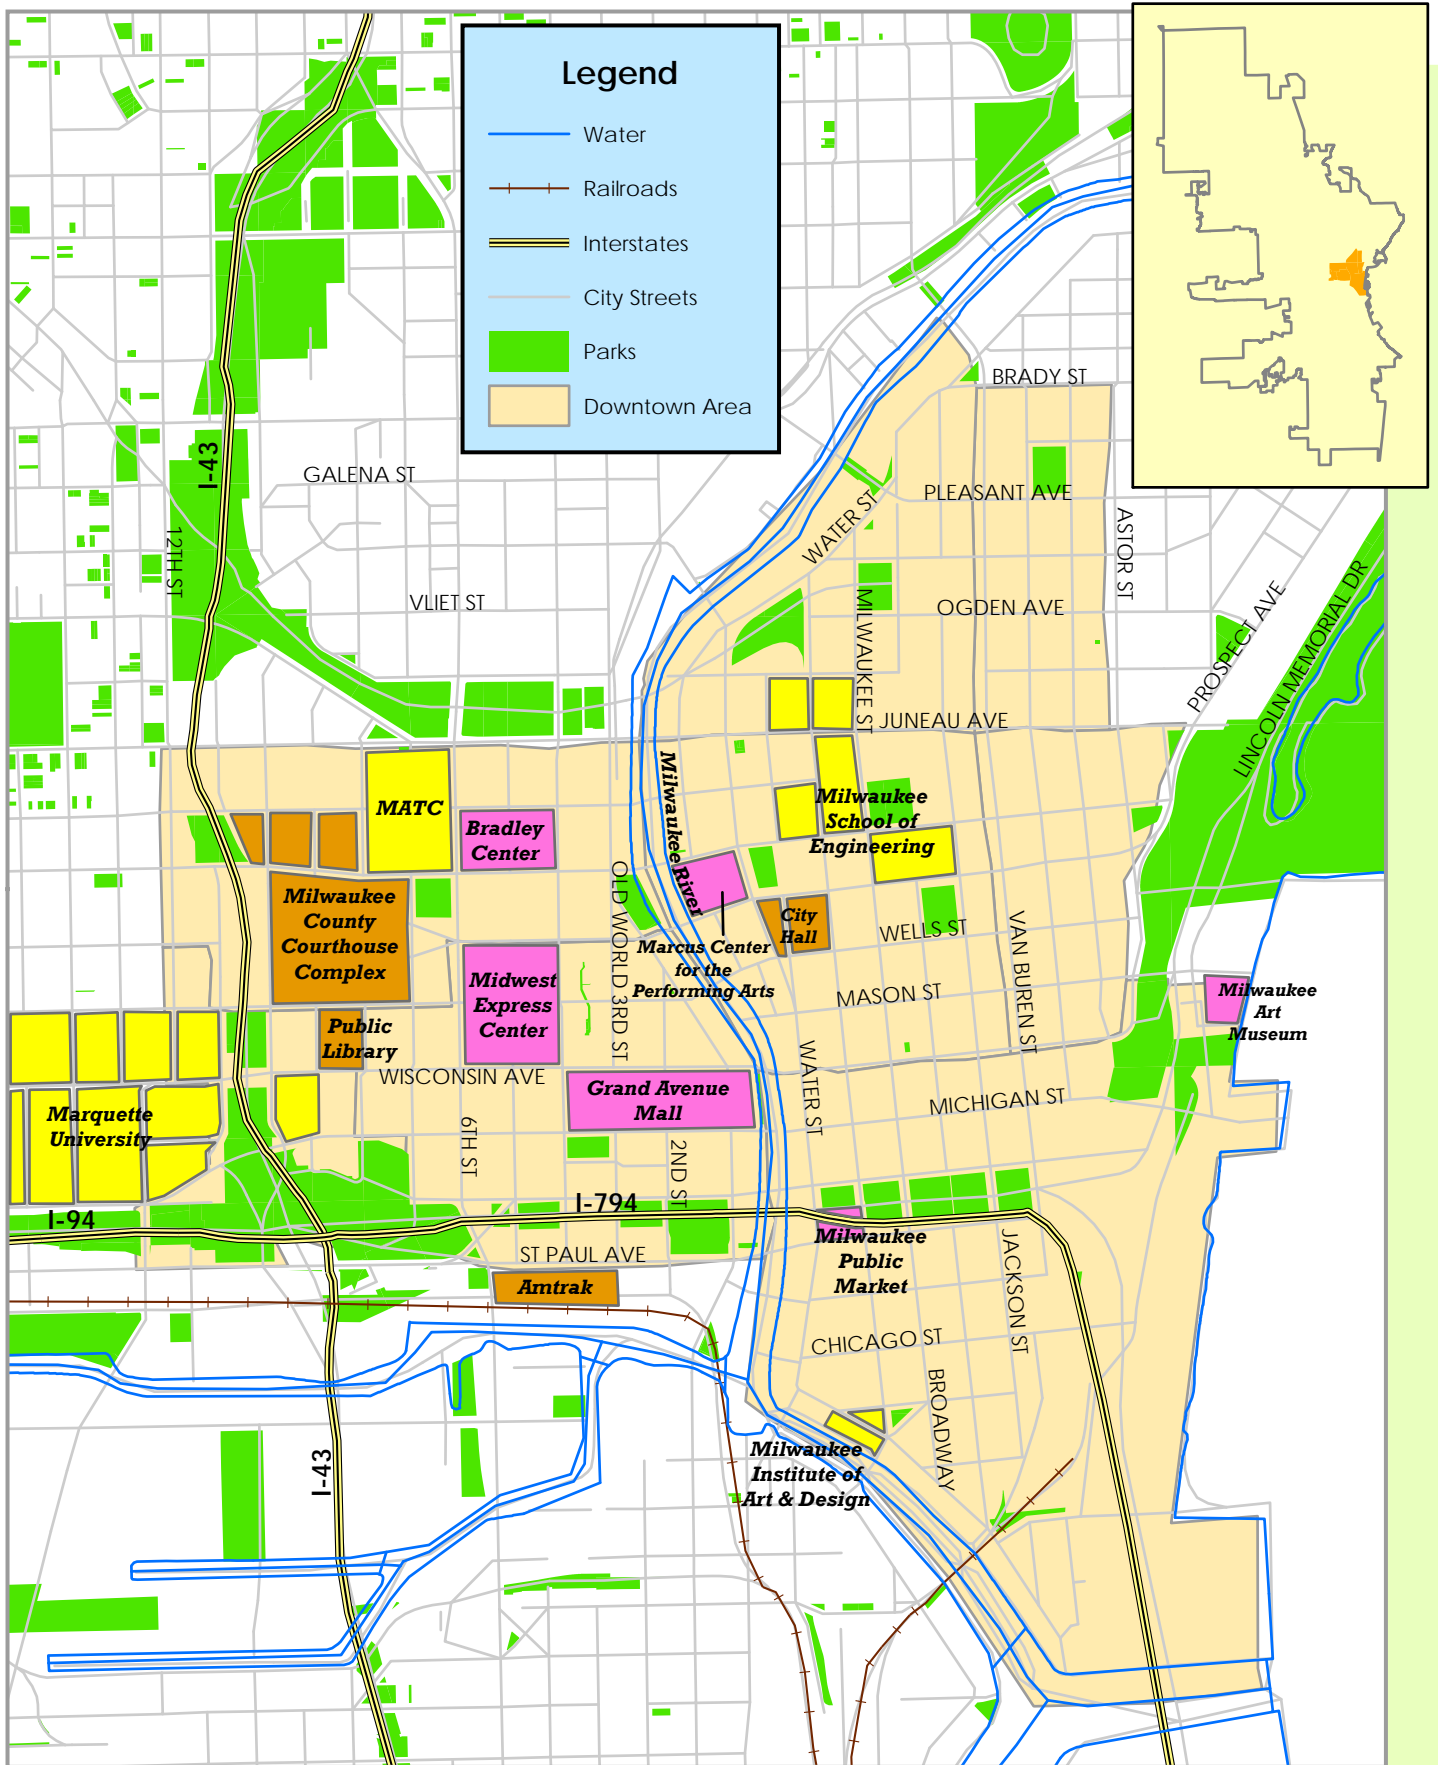 Legend
Water
Railroads
Interstates
City Streets
Parks
Downtown Area
BRADY ST
I-43
GALENA ST
PLEASANT AVE
WATER ST
ASTOR ST
12TH ST
VLIET ST
MILWAUKEE ST
OGDEN AVE
PROSPECT AVE
LINCOLN MEMORIAL DR
JUNEAU AVE
MATC
Bradley
Center
Milwaukee River
Milwaukee
School of
Engineering
Milwaukee
County
Courthouse
Complex
OLD WORLD 3RD ST
City
Hall
WELLS ST
VAN BUREN ST
Marcus Center
for the
Performing Arts
Midwest
Express
Center
MASON ST
Milwaukee
Art
Museum
Public
Library
WISCONSIN AVE
WATER ST
Grand Avenue
Mall
MICHIGAN ST
Marquette
University
6TH ST
2ND ST
I-94
I-794
ST PAUL AVE
Milwaukee
Public
Market
JACKSON ST
Amtrak
CHICAGO ST
BROADWAY
I-43
Milwaukee
Institute of
Art & Design